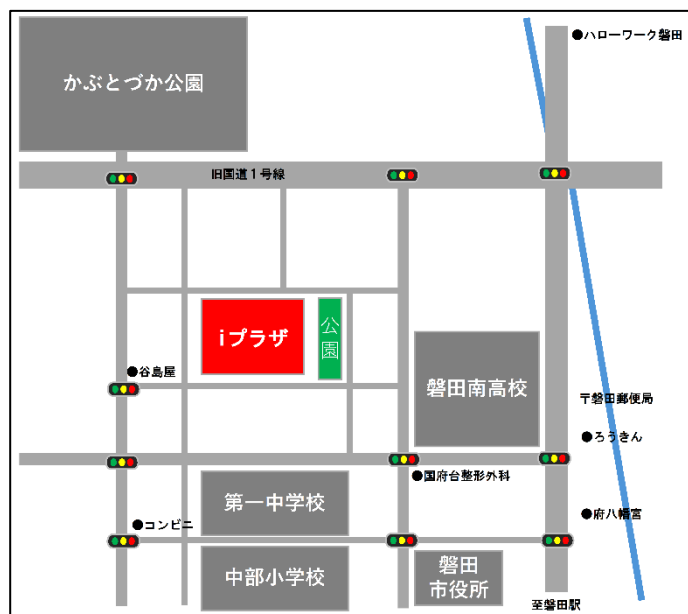 ●ハローワーク磐田
かぶとづか公園
旧国道1号線
iプラザ
公
園
●谷島屋
磐田南高校
〒磐田郵便局
●ろうきん
●国府台整形外科
第一中学校
●コンビニ
●府八幡宮
中部小学校
磐田
市役所
至磐田駅